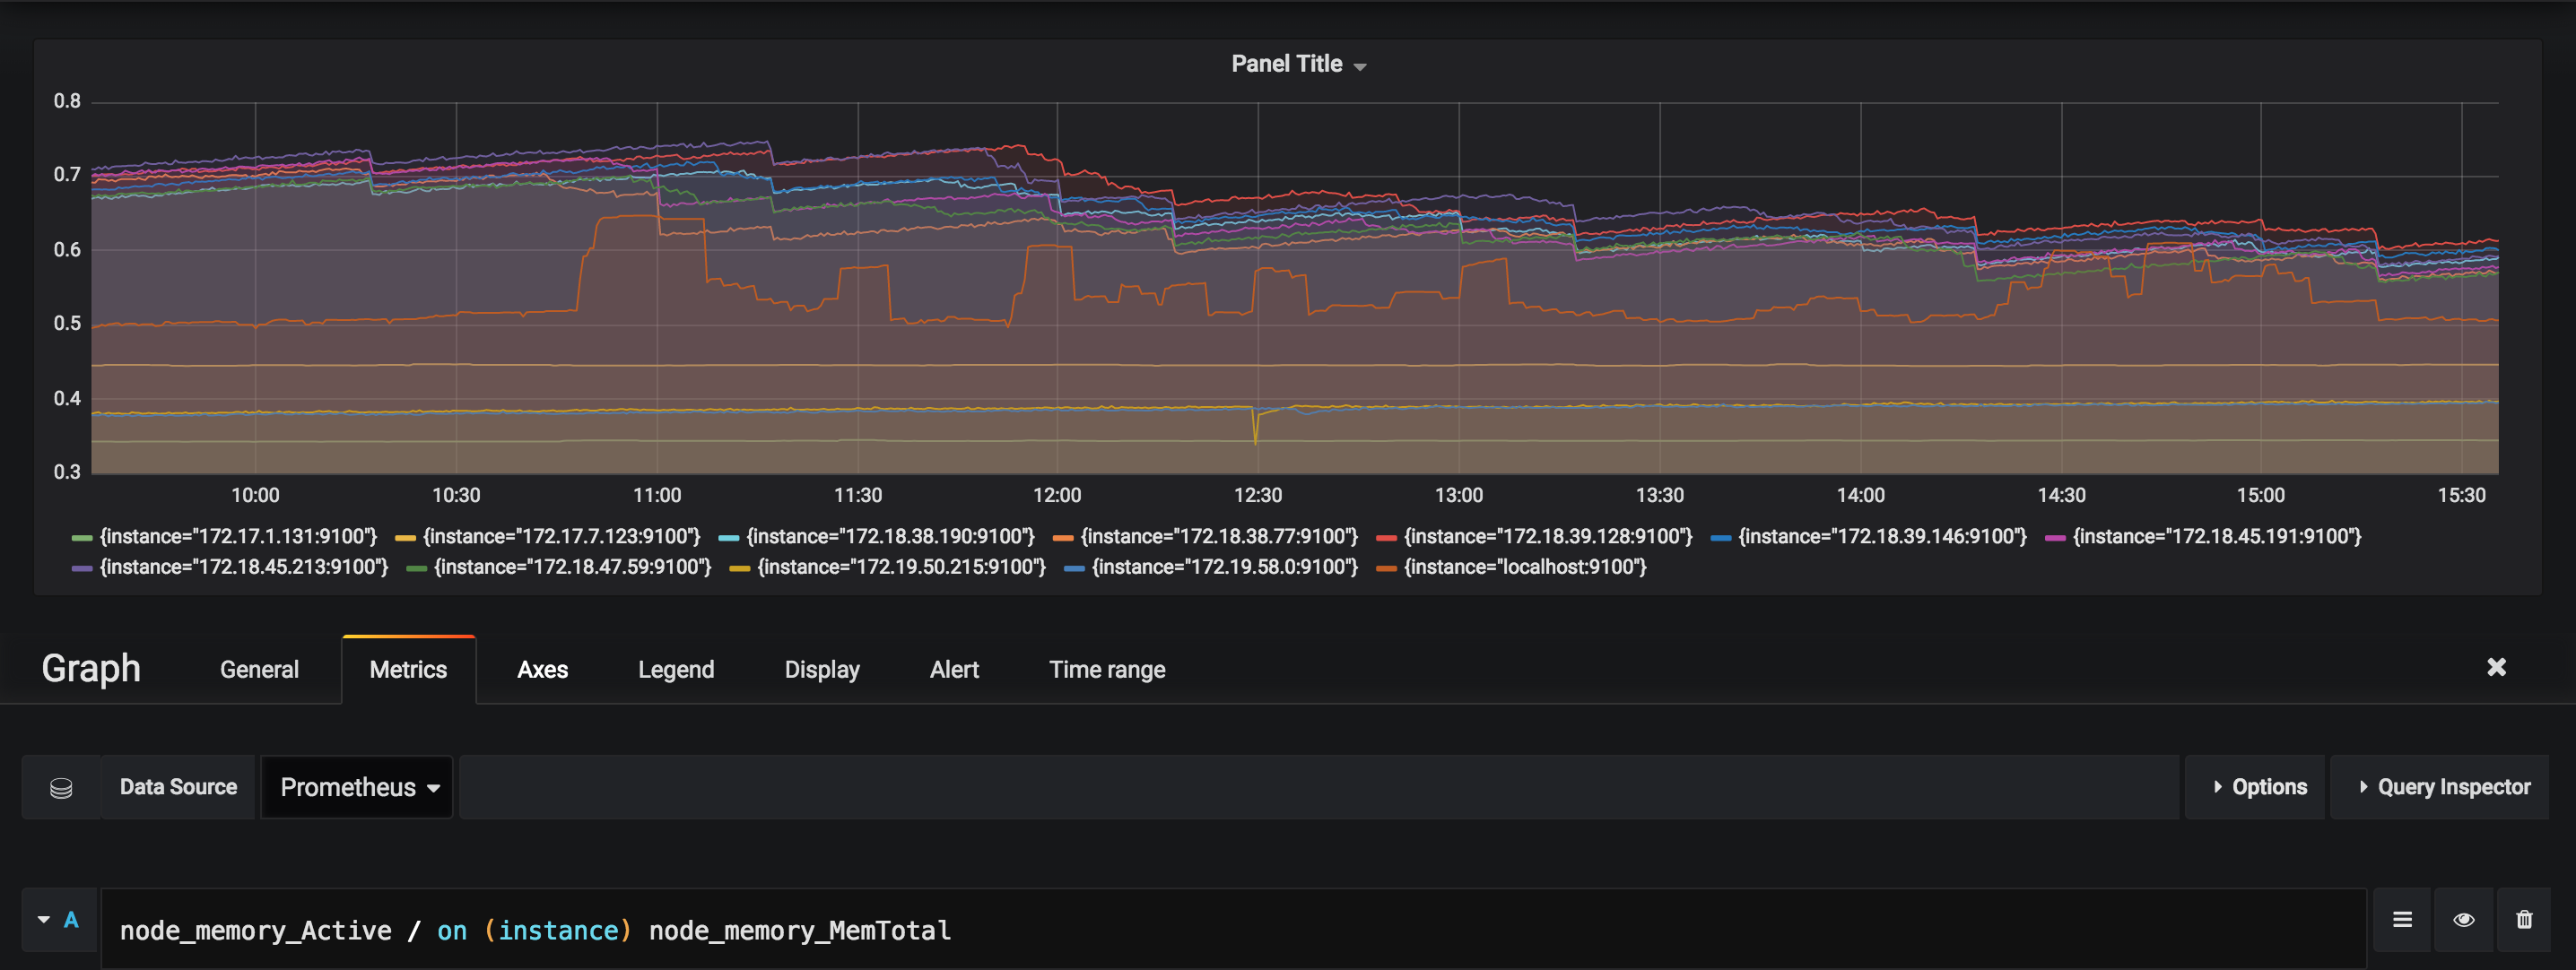 Panel Title
0.8
0.7
0.6
0.5
0.4
0.3
10:00 10:30 11:00 11:30 12:00 12:30 13:00 13:30 14:00 14:30 15:00 15:30
{instance="172.17.1.131:9100"} {instance="172.17.7.123:9100"} {instance="172.18.38.190:9100"} {instance="172.18.38.77:9100"} {instance="172.18.39.128:9100"} {instance="172.18.39.146:9100"} {instance="172.18.45.191:9100"}
{instance="172.18.45.213:9100"} {instance="172.18.47.59:9100"} {instance="172.19.50.215:9100"} {instance="172.19.58.0:9100"} {instance="localhost:9100"}
Graph General Metrics Axes Legend Display Alert Time range
Data Source Prometheus Options Query Inspector
A node_memory_Active / on (instance) node_memory_MemTotal